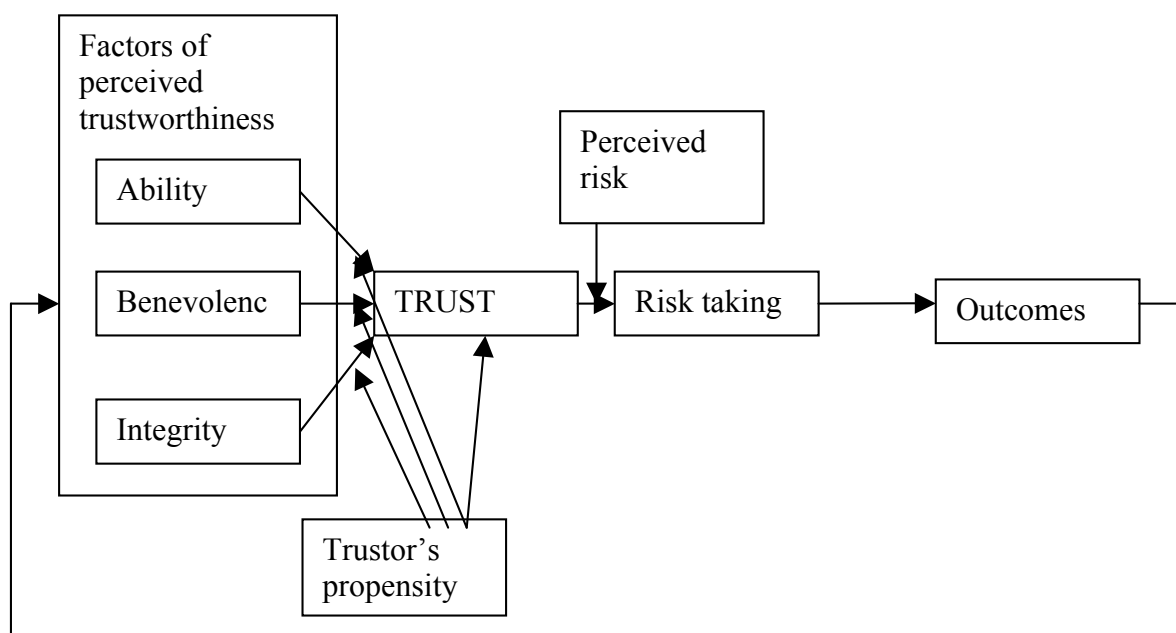 Factors of
perceived
trustworthiness
Ability
Benevolenc
Integrity
Perceived
risk
TRUST
Risk taking
Outcomes
Trustor’s
propensity